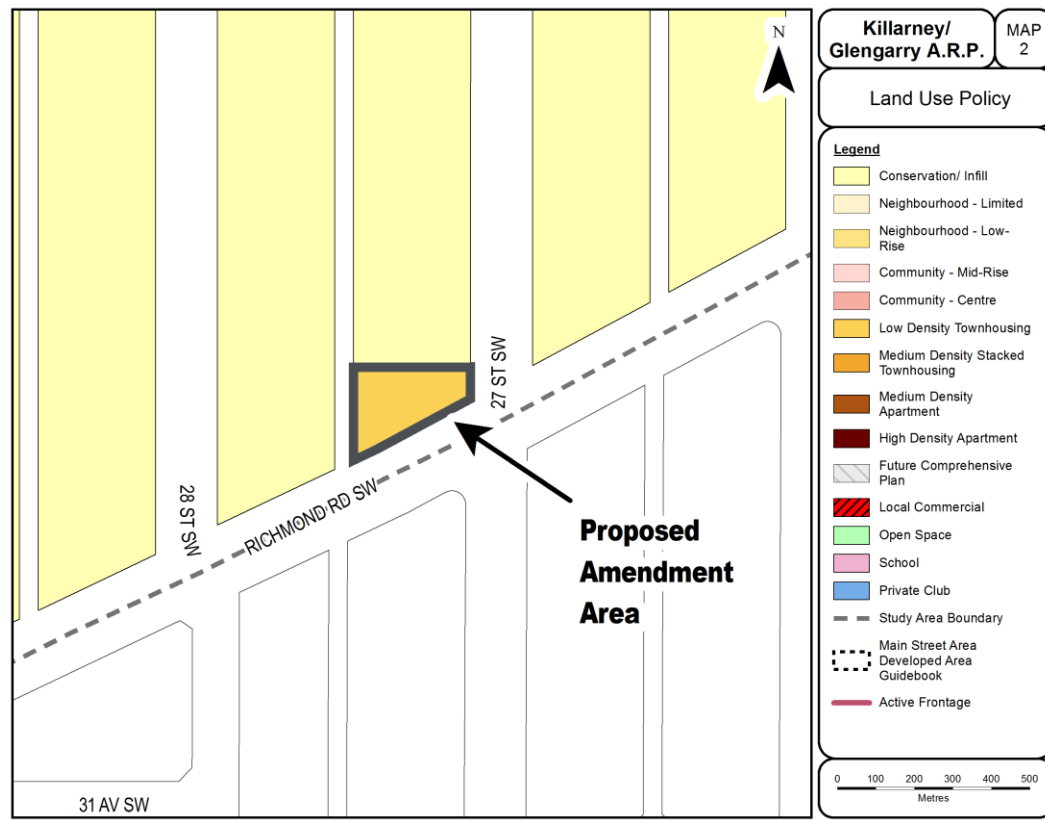 Killarney/
Glengarry A.R.P.
MAP
2
Land Use Policy
Legend
Conservation/ Infill
Neighbourhood - Limited
Neighbourhood - Low-
Rise
Community - Mid-Rise
Community - Centre
Low Density Townhousing
Medium Density Stacked
Townhousing
Medium Density
Apartment
High Density Apartment
Future Comprehensive
Plan
Local Commercial
Open Space
School
Private Club
Study Area Boundary
Main Street Area
Developed Area
Guidebook
Active Frontage
0 100 200 300 400 500
Metres
N
27 ST SW
28 ST SW
RICHMOND RD SW
Proposed
Amendment
Area
31 AV SW